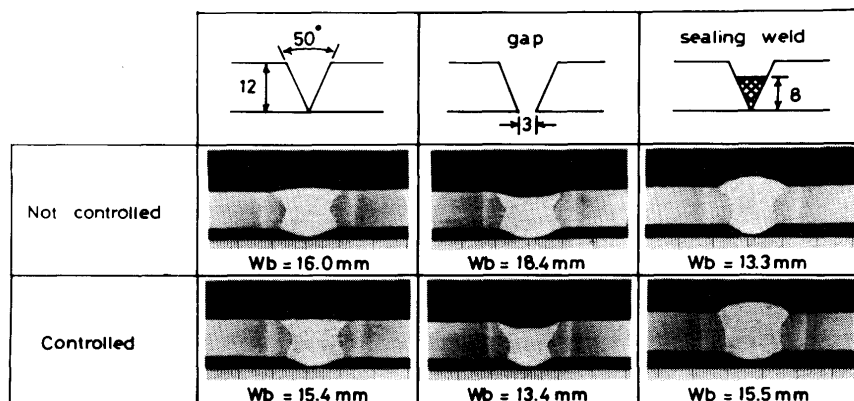 50°
12
gap
3
sealing weld
8
Not controlled
Wb = 16.0 mm
Wb = 18.4 mm
Wb = 13.3 mm
Controlled
Wb = 15.4 mm
Wb = 13.4 mm
Wb = 15.5 mm